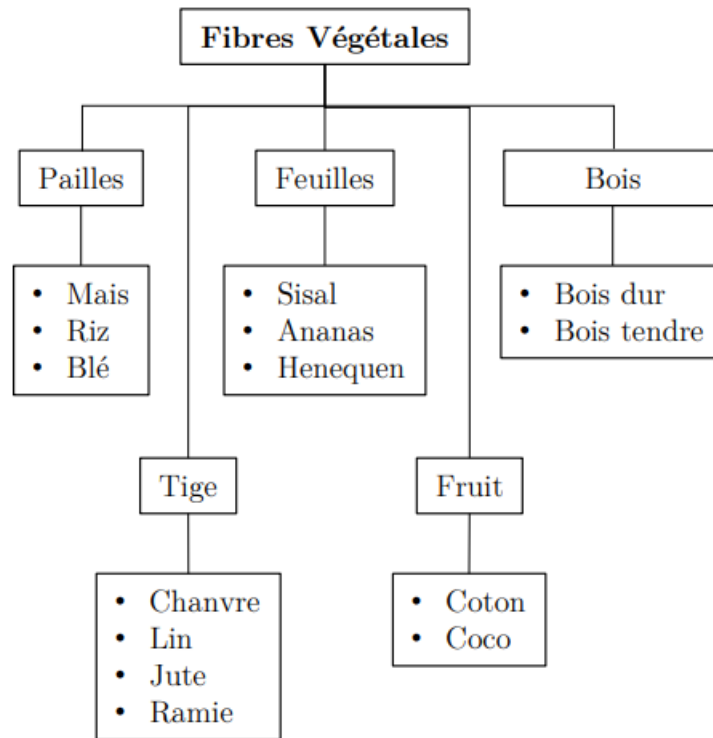 Fibres Végétales
Pailles
Feuilles
Bois
• Mais
• Riz
• Blé
• Sisal
• Ananas
• Henequen
• Bois dur
• Bois tendre
Tige
Fruit
• Chanvre
• Lin
• Jute
• Ramie
• Coton
• Coco